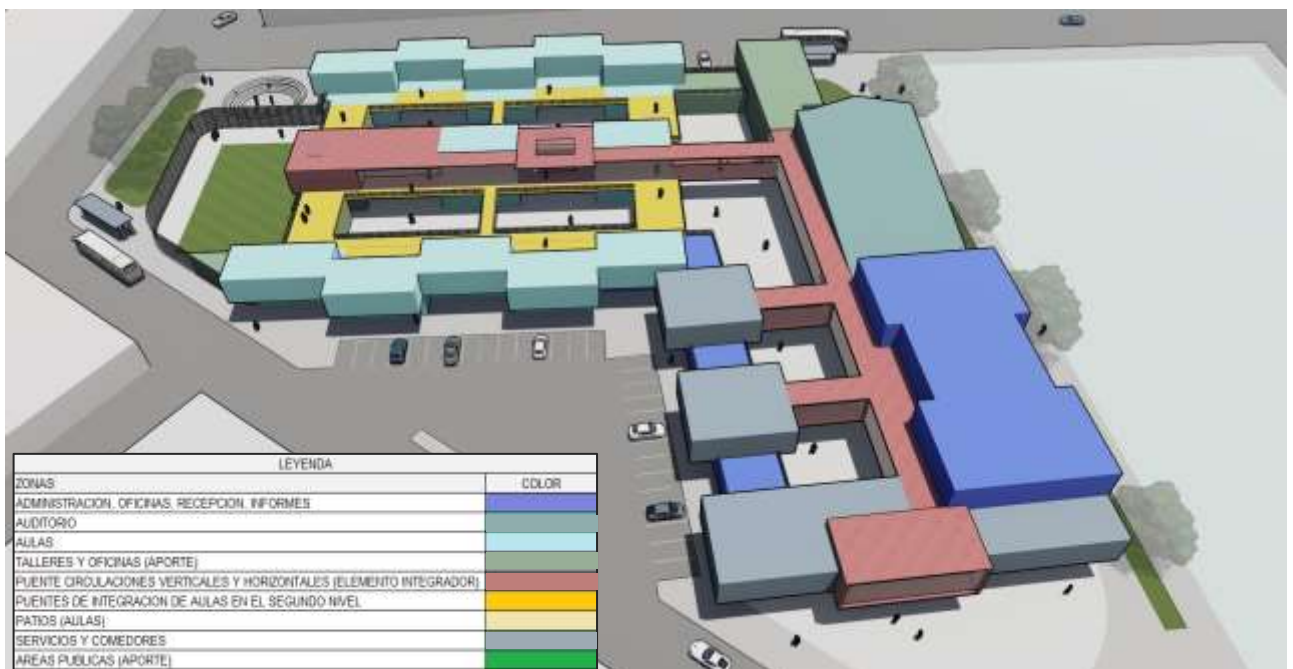 LEYENDA
ZONAS COLOR
ADMINISTRACION, OFICINAS, RECEPCION, INFORMES
AUDITORIO
AULAS
TALLERES Y OFICINAS (APORTE)
PUENTE CIRCULACIONES VERTICALES Y HORIZONTALES (ELEMENTO INTEGRADOR)
PUENTES DE INTEGRACION DE AULAS EN EL SEGUNDO NIVEL
PATIOS (AULAS)
SERVICIOS Y COMEDORES
AREAS PUBLICAS (APORTE)